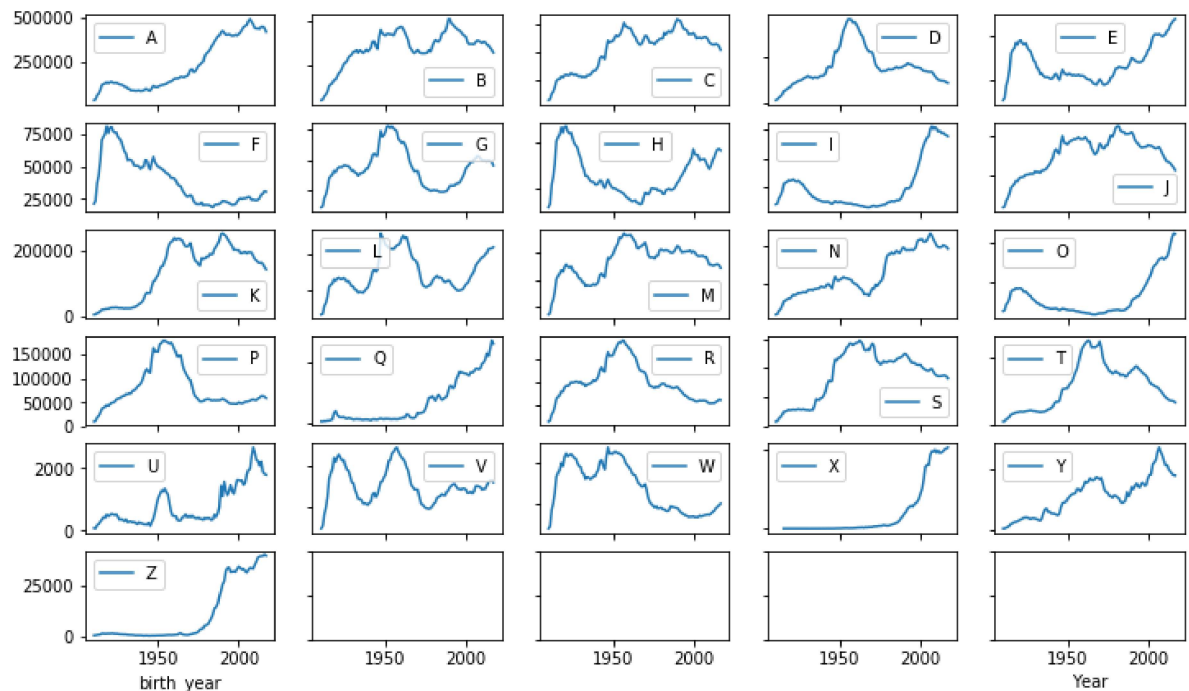 500000
250000
A
B
C
D
E
75000
50000
25000
F
G
H
I
J
200000
0
K
L
M
N
O
150000
100000
50000
0
P
Q
R
S
T
2000
0
U
V
W
X
Y
25000
0
Z
1950 2000
1950 2000
1950 2000
1950 2000
1950 2000
birth_year
Year